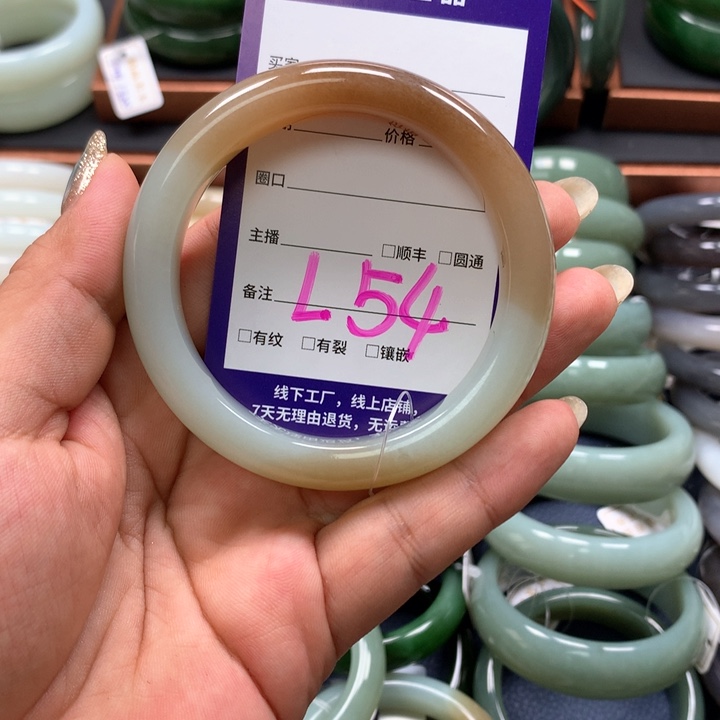 买家
价格
圈口
主播 □顺丰 □圆通
备注 L54
□有纹 □有裂 □镶嵌
线下工厂，线上店铺，
7天无理由退货，无